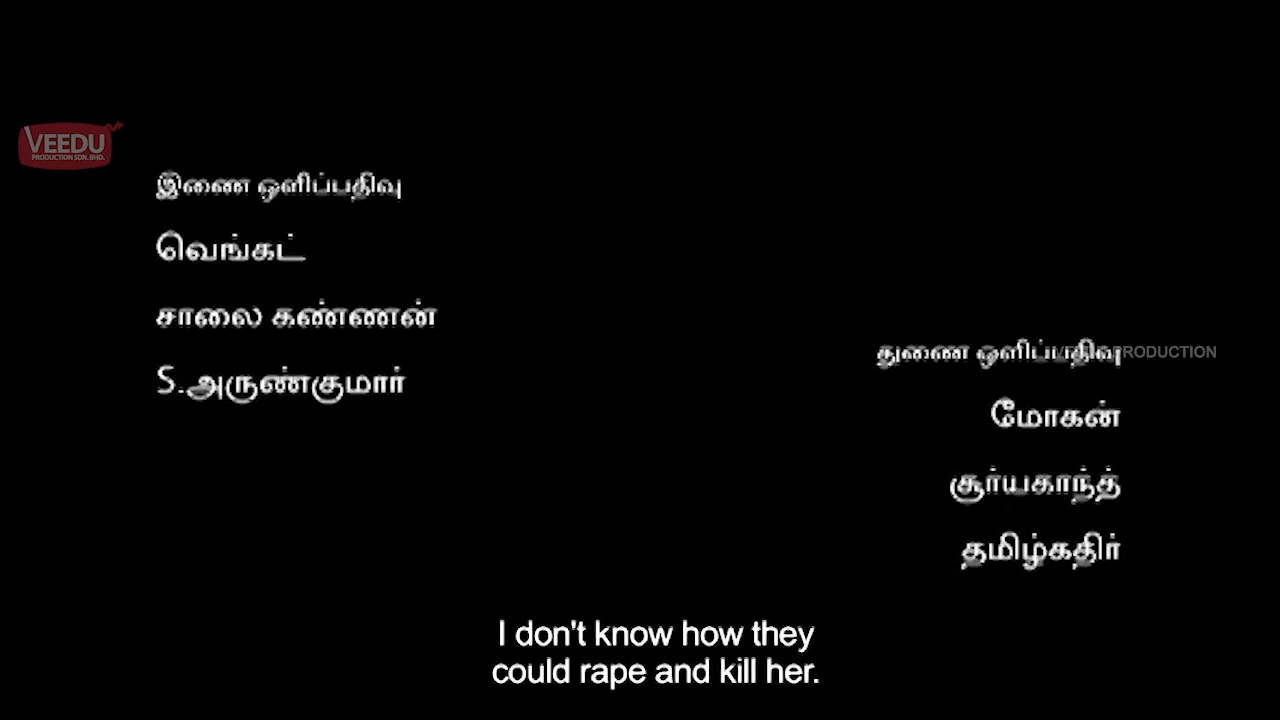 VEEDU
PRODUCTION SDN.BHD.
இணை ஒளிப்பதிவு
வெங்கட்
சாலை கண்ணன்
S.அருண்குமார்
துணை ஒளிப்பதிவு
PRODUCTION
மோகன்
சூர்யகாந்த்
தமிழ்கதிர்
I don't know how they
could rape and kill her.